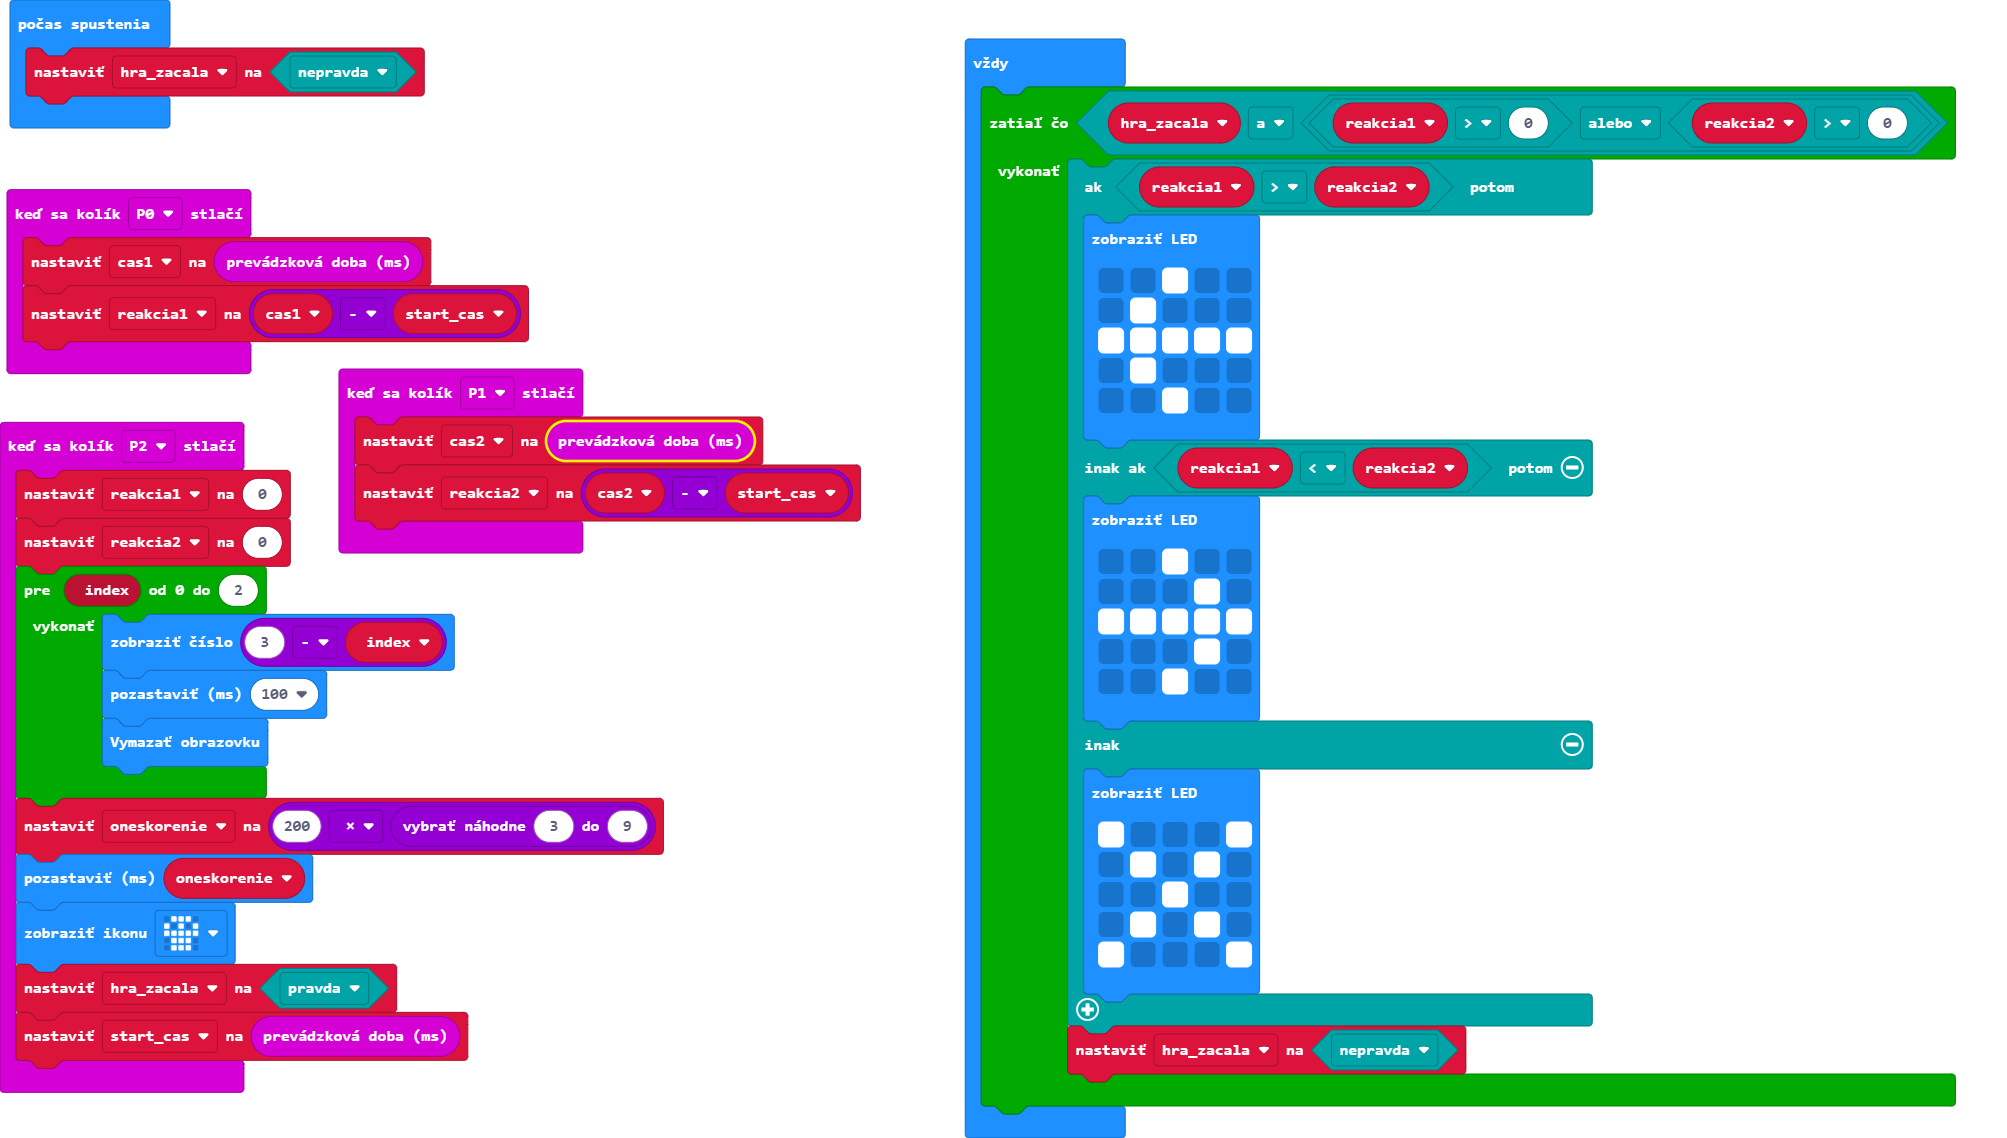 počas spustenia
nastaviť hra_zacala na nepravda
keď sa kolík P0 stlačí
nastaviť cas1 na prevádzková doba (ms)
nastaviť reakcia1 na cas1 - start_cas
keď sa kolík P1 stlačí
nastaviť cas2 na prevádzková doba (ms)
nastaviť reakcia2 na cas2 - start_cas
keď sa kolík P2 stlačí
nastaviť reakcia1 na 0
nastaviť reakcia2 na 0
pre index od 0 do 2
vykonať
zobraziť číslo 3 - index
pozastaviť (ms) 100
Vymazať obrazovku
nastaviť oneskorenie na 200 × vybrať náhodne 3 do 9
pozastaviť (ms) oneskorenie
zobraziť ikonu
nastaviť hra_zacala na pravda
nastaviť start_cas na prevádzková doba (ms)
vždy
zatiaľ čo hra_zacala a reakcia1 > 0 alebo reakcia2 > 0
vykonať
ak reakcia1 > reakcia2 potom
zobraziť LED
inak ak reakcia1 < reakcia2 potom
zobraziť LED
inak
zobraziť LED
nastaviť hra_zacala na nepravda